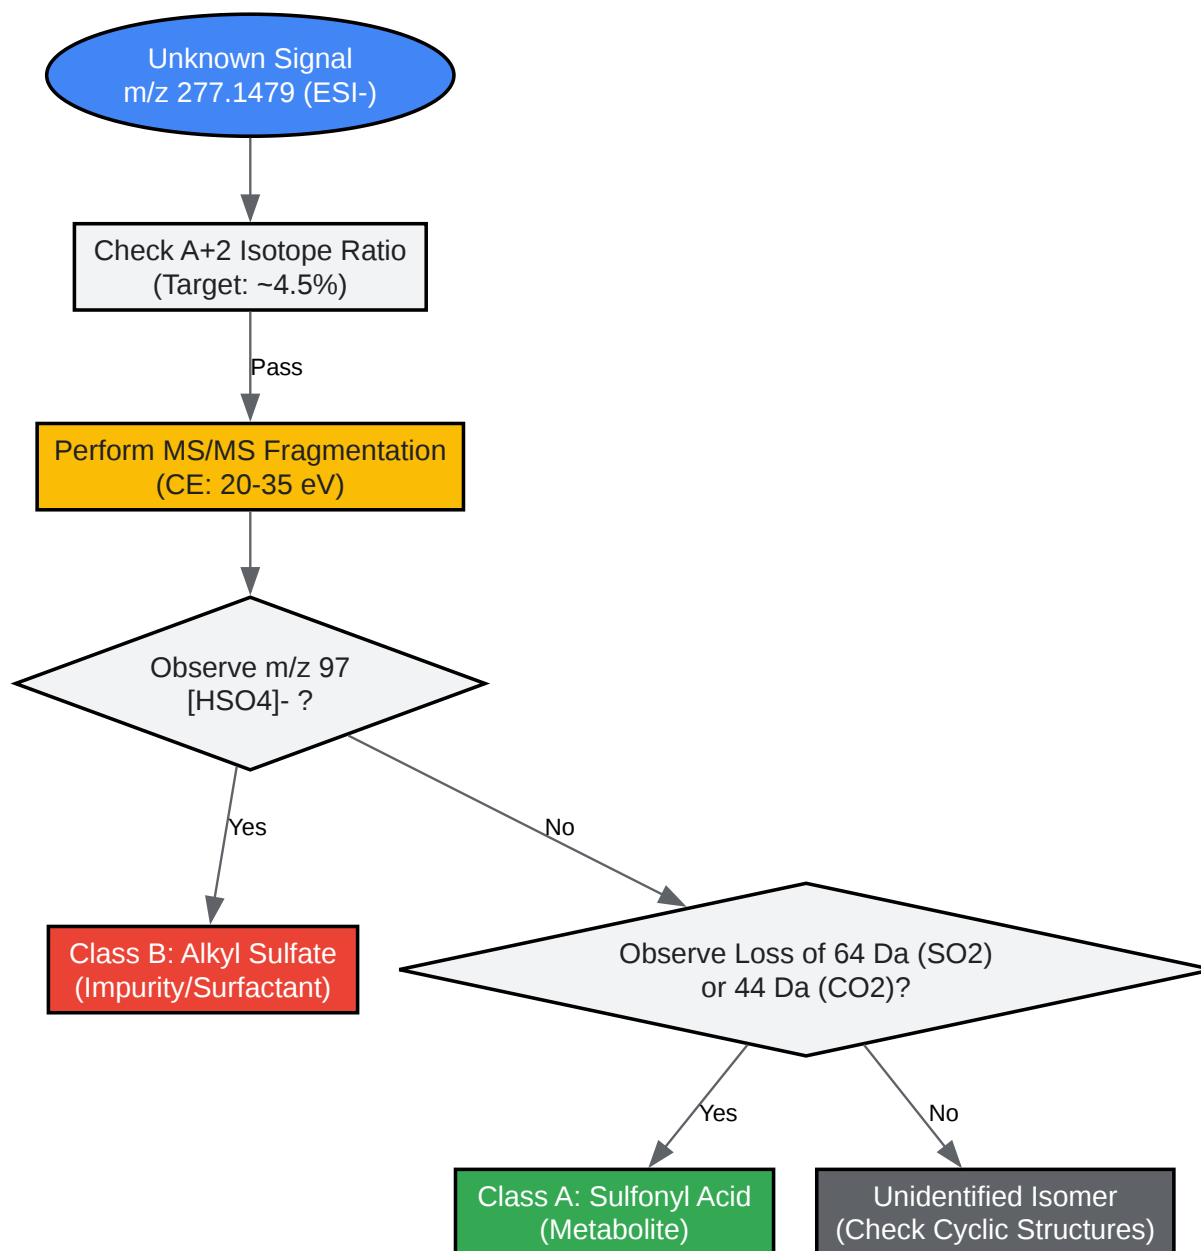 Unknown Signal
m/z 277.1479 (ESI-)
Check A+2 Isotope Ratio
(Target: ~4.5%)
Pass
Perform MS/MS Fragmentation
(CE: 20-35 eV)
Observe m/z 97
[HSO4]- ?
Yes
No
Class B: Alkyl Sulfate
(Impurity/Surfactant)
Observe Loss of 64 Da (SO2)
or 44 Da (CO2)?
Yes
No
Class A: Sulfonyl Acid
(Metabolite)
Unidentified Isomer
(Check Cyclic Structures)